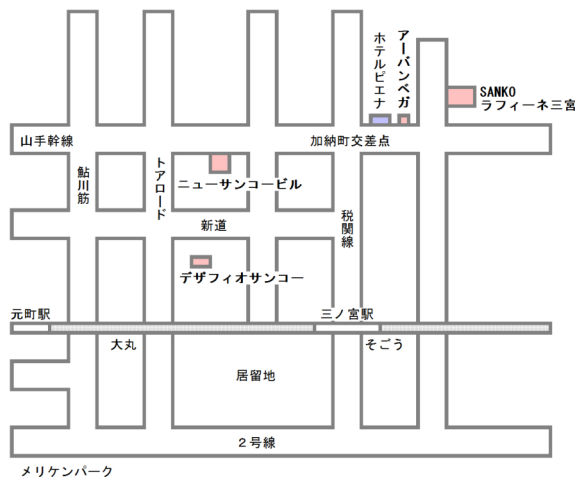 ホテルピエナ
アーバンベガ
SANKO
ラフィーネ三宮
山手幹線
加納町交差点
鮎川筋
トアロード
ニューサンコービル
新道
税関線
デザフィオサンコー
元町駅
三ノ宮駅
大丸
そごう
居留地
2号線
メリケンパーク